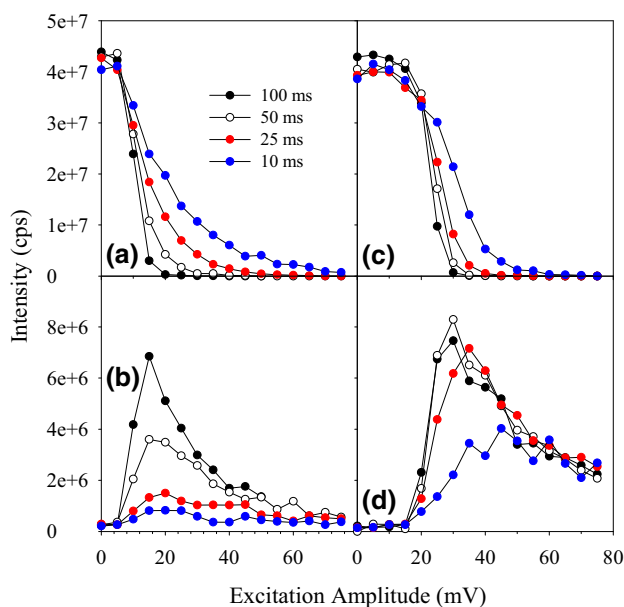 5e+7
4e+7
3e+7
2e+7
1e+7
0
100 ms
50 ms
25 ms
10 ms
(a)
(c)
Intensity (cps)
8e+6
6e+6
4e+6
2e+6
0
(b)
(d)
0 20 40 60 0 20 40 60 80
Excitation Amplitude (mV)